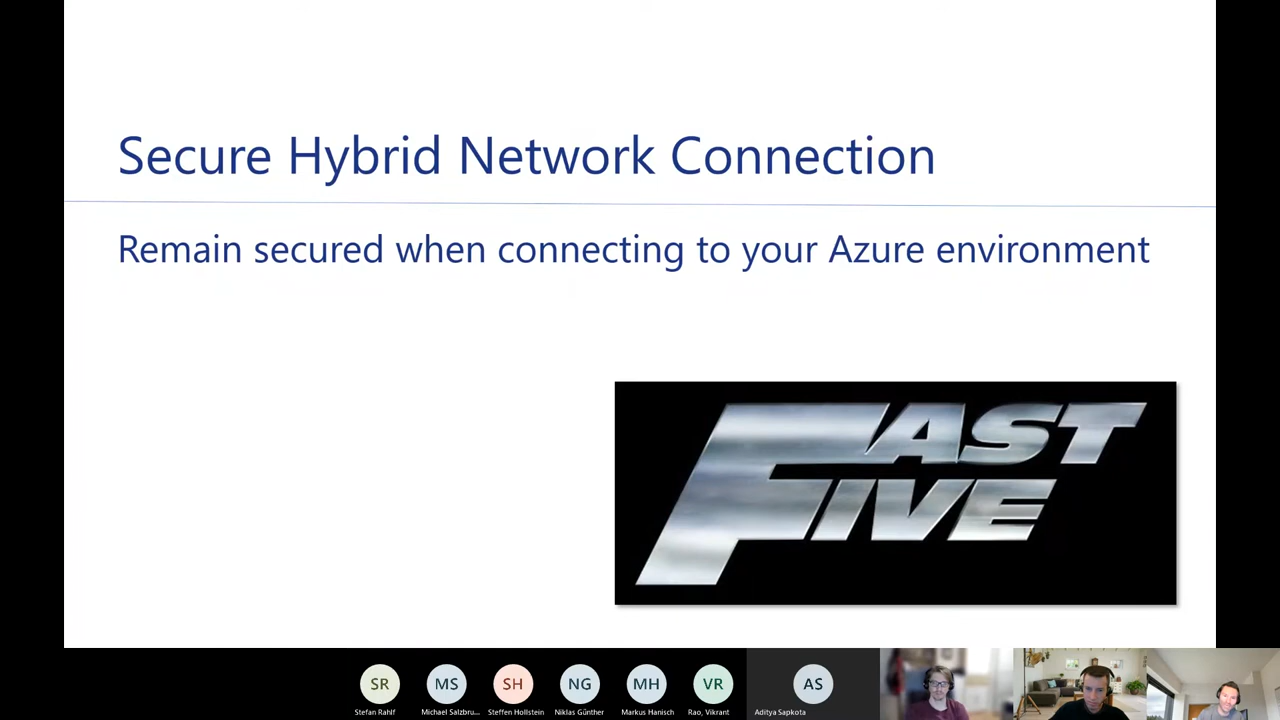 Secure Hybrid Network Connection
Remain secured when connecting to your Azure environment
FAST
FIVE
SR
MS
SH
NG
MH
VR
AS
Stefan Rahlf
Michael Salzbru...
Steffen Hollstein
Niklas Günther
Markus Hanisch
Rao, Vikrant
Aditya Sapkota